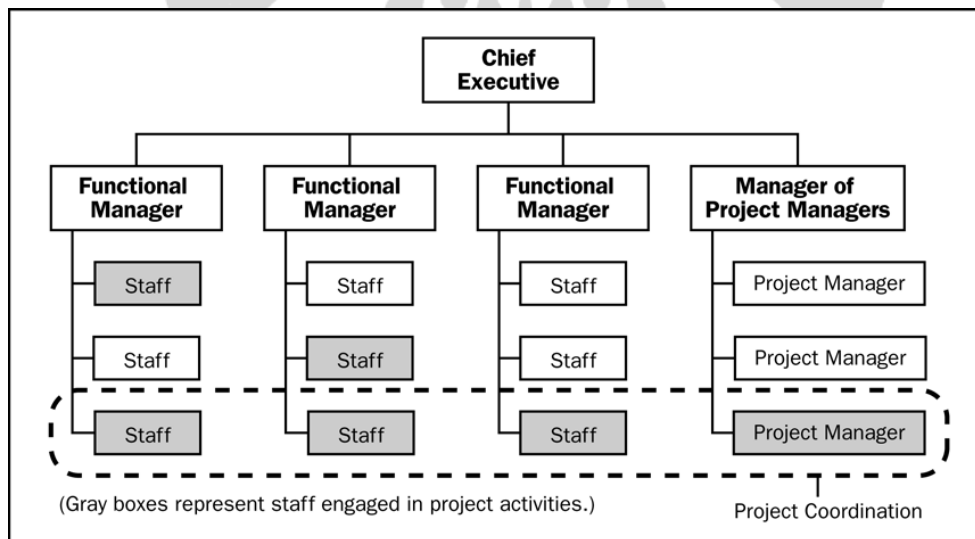 Chief
Executive
Functional
Manager
Functional
Manager
Functional
Manager
Manager of
Project Managers
Staff
Staff
Staff
Project Manager
Staff
Staff
Staff
Project Manager
Staff
Staff
Staff
Project Manager
(Gray boxes represent staff engaged in project activities.)
Project Coordination